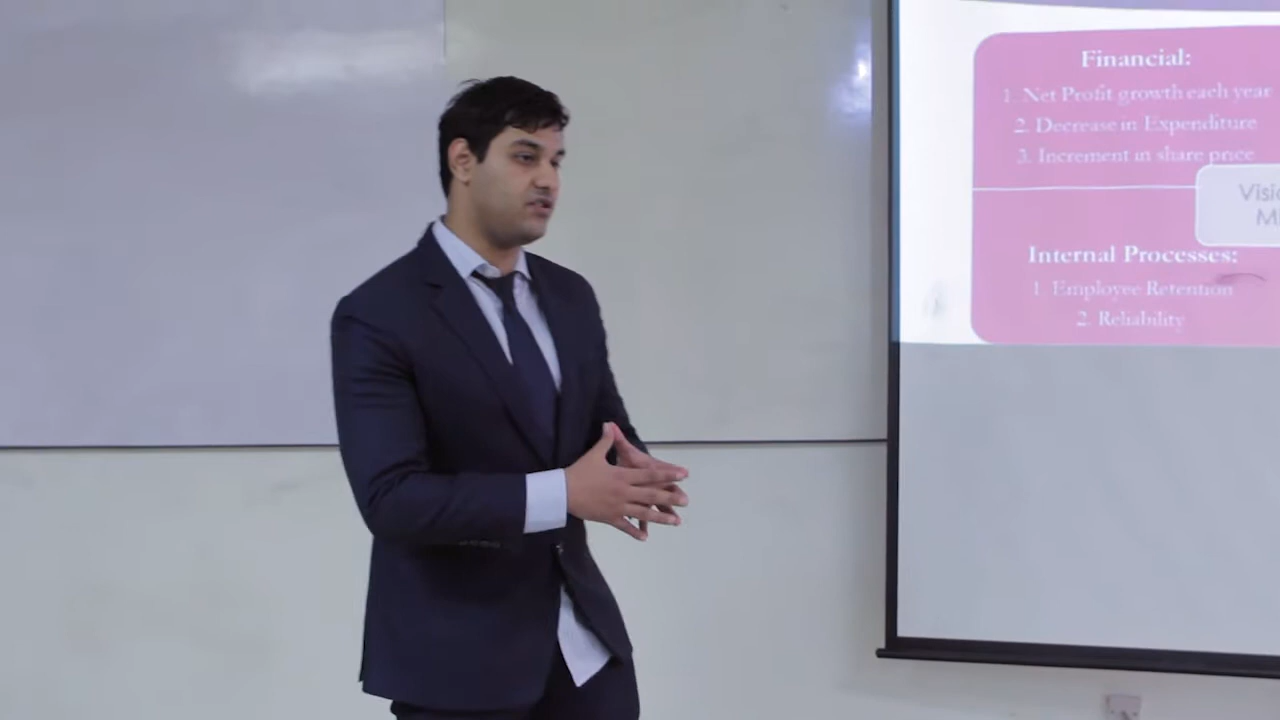 Financial:
1. Net Profit growth each year
2. Decrease in Expenditure
3. Increment in share price
Internal Processes:
1. Employee Retention
2. Reliability